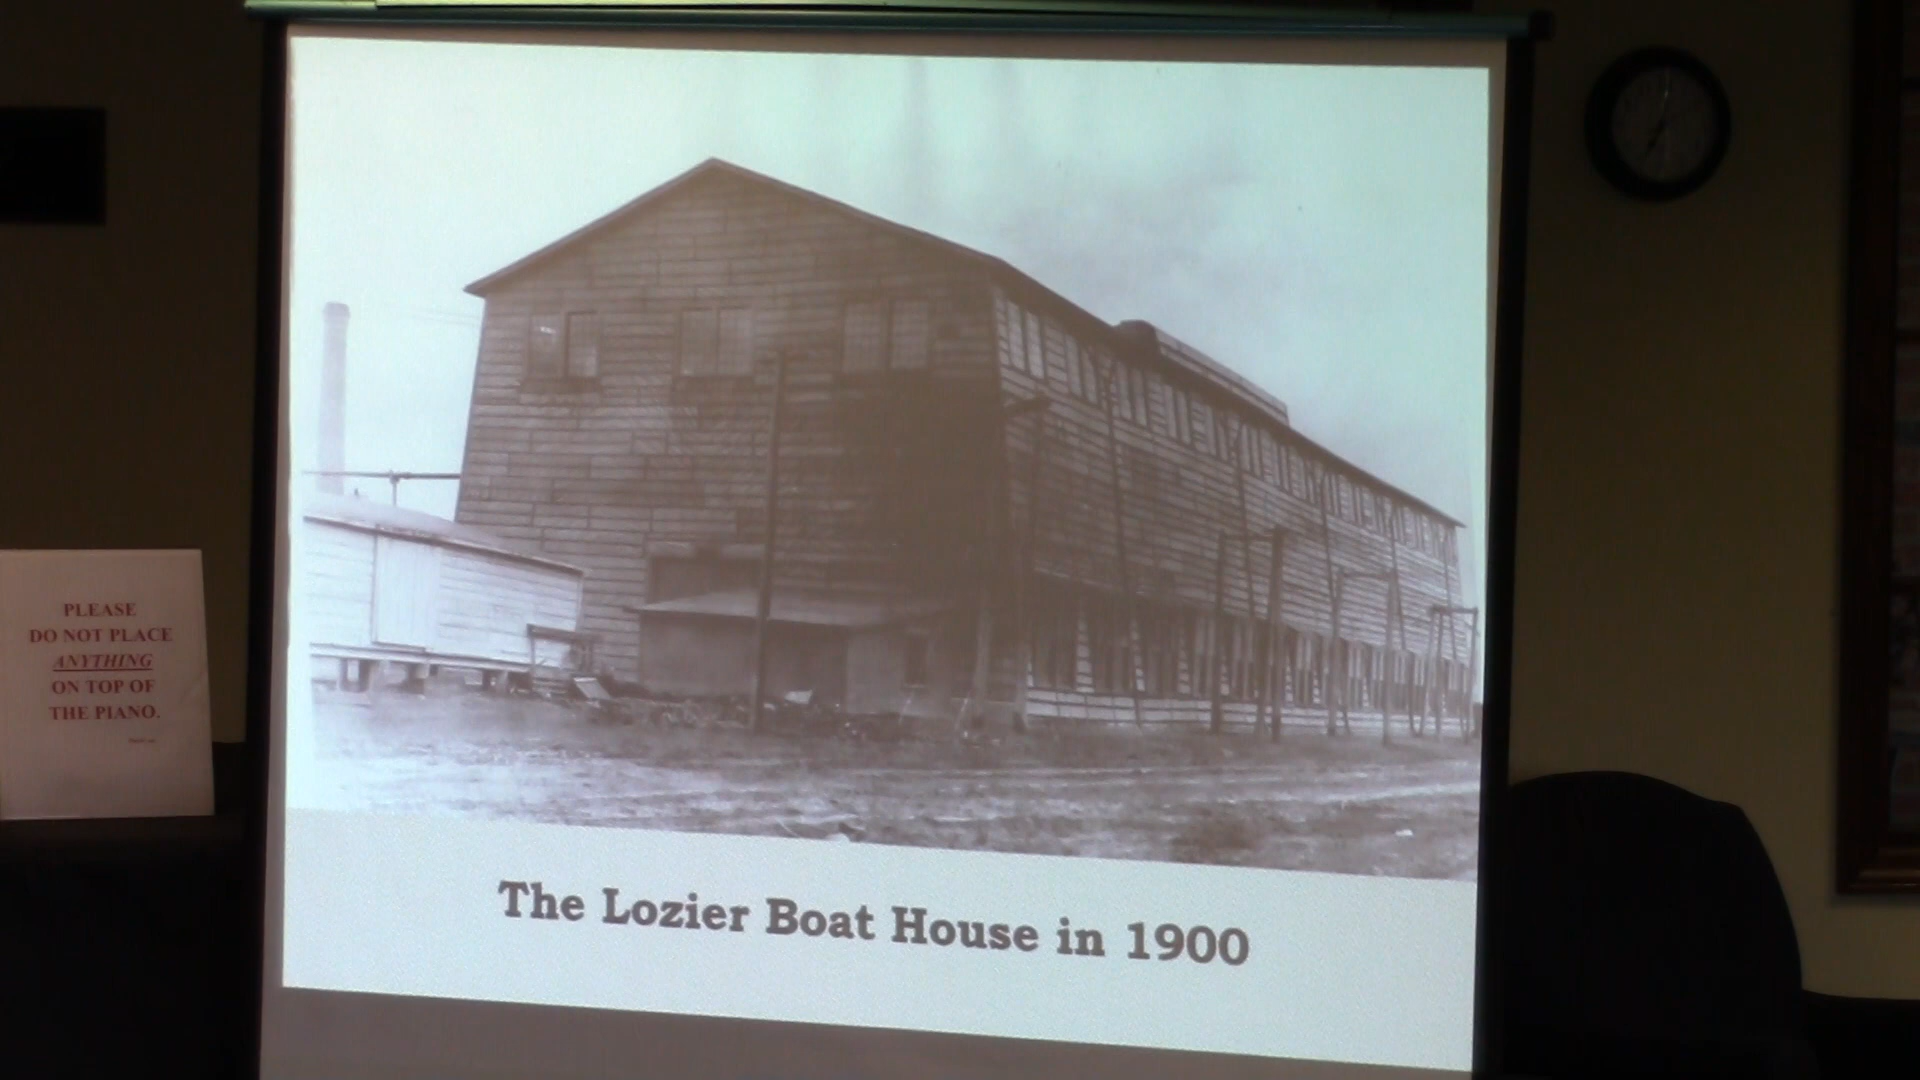 PLEASE
DO NOT PLACE
ANYTHING
ON TOP OF
THE PIANO.
The Lozier Boat House in 1900